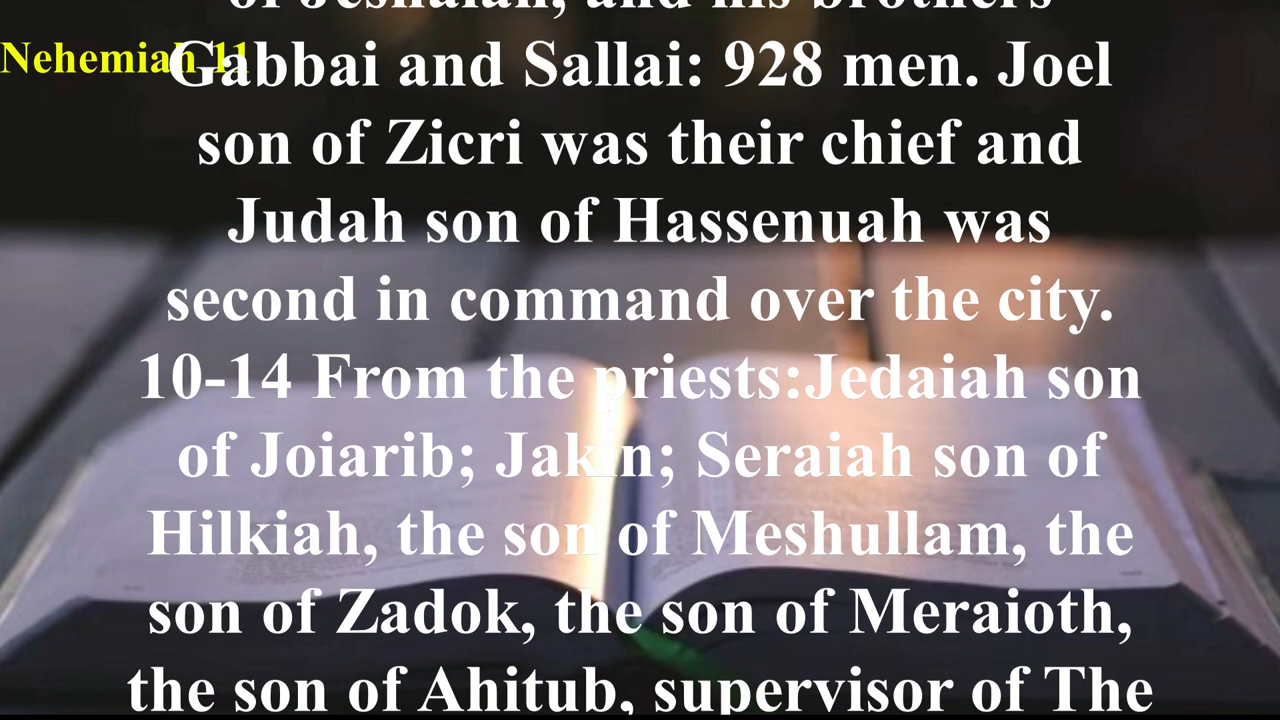 of Jeshaiah, and his brothers
Nehemiah 11
Gabbai and Sallai: 928 men. Joel
son of Zicri was their chief and
Judah son of Hassenuah was
second in command over the city.
10-14 From the priests:Jedaiah son
of Joiarib; Jakin; Seraiah son of
Hilkiah, the son of Meshullam, the
son of Zadok, the son of Meraioth,
the son of Ahitub, supervisor of The